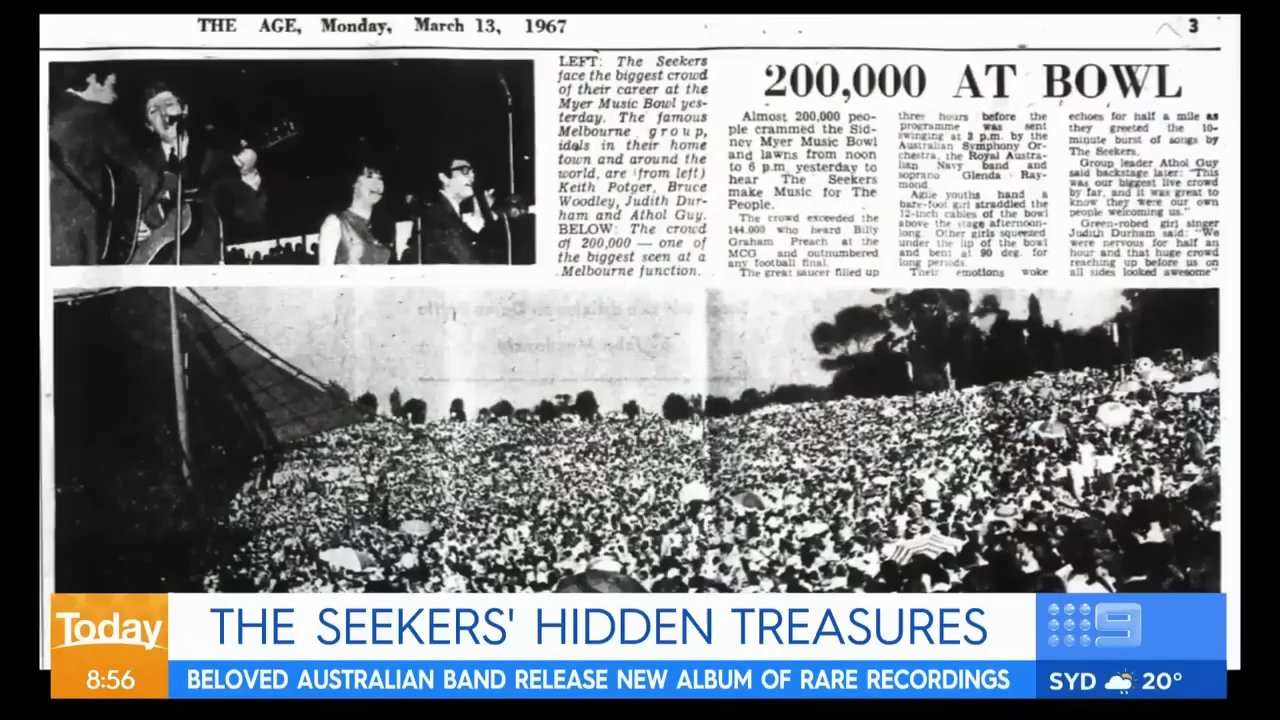 THE AGE, Monday, March 13, 1967
3
LEFT: The Seekers
face the biggest crowd
of their career at the
Myer Music Bowl yes-
terday. The famous
Melbourne group,
idols in their home
town and around the
world, are (from left)
Keith Potger, Bruce
Woodley, Judith Dur-
ham and Athol Guy.
BELOW: The crowd
of 200,000 — one of
the biggest seen at a
Melbourne function.
200,000 AT BOWL
Almost 200,000 peo-
ple crammed the Sid-
ney Myer Music Bowl
and lawns from noon
to 6 p.m. yesterday to
hear The Seekers
make Music for The
People.
The crowd exceeded the
144,000 who heard Billy
Graham Preach at the
MCG and outnumbered
any football final.
The great saucer filled up
three hours before the
programme was sent
swinging at 3 p.m. by the
Australian Symphony Or-
chestra, the Royal Austra-
lian Navy band and
soprano Glenda Ray-
mond.
Agile youths and a
bare-foot girl straddled the
12-inch cables of the bowl
above the stage afternoon-
long. Other girls squeezed
under the lip of the bowl
and bent at 90 deg. for
long periods.
Their emotions woke
echoes for half a mile as
they greeted the 10-
minute burst of songs by
The Seekers.
Group leader Athol Guy
said backstage later: "This
was our biggest live crowd
by far, and it was great to
know they were our own
people welcoming us."
Green-robed girl singer
Judith Durham said: "We
were nervous for half an
hour and that huge crowd
reaching up before us on
all sides looked awesome"
Today
8:56
THE SEEKERS' HIDDEN TREASURES
9
BELOVED AUSTRALIAN BAND RELEASE NEW ALBUM OF RARE RECORDINGS
SYD 20°